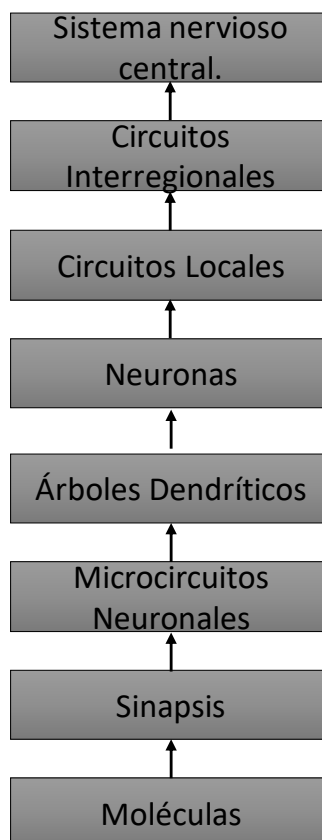 Sistema nervioso
central.
Circuitos
Interregionales
Circuitos Locales
Neuronas
Árboles Dendríticos
Microcircuitos
Neuronales
Sinapsis
Moléculas